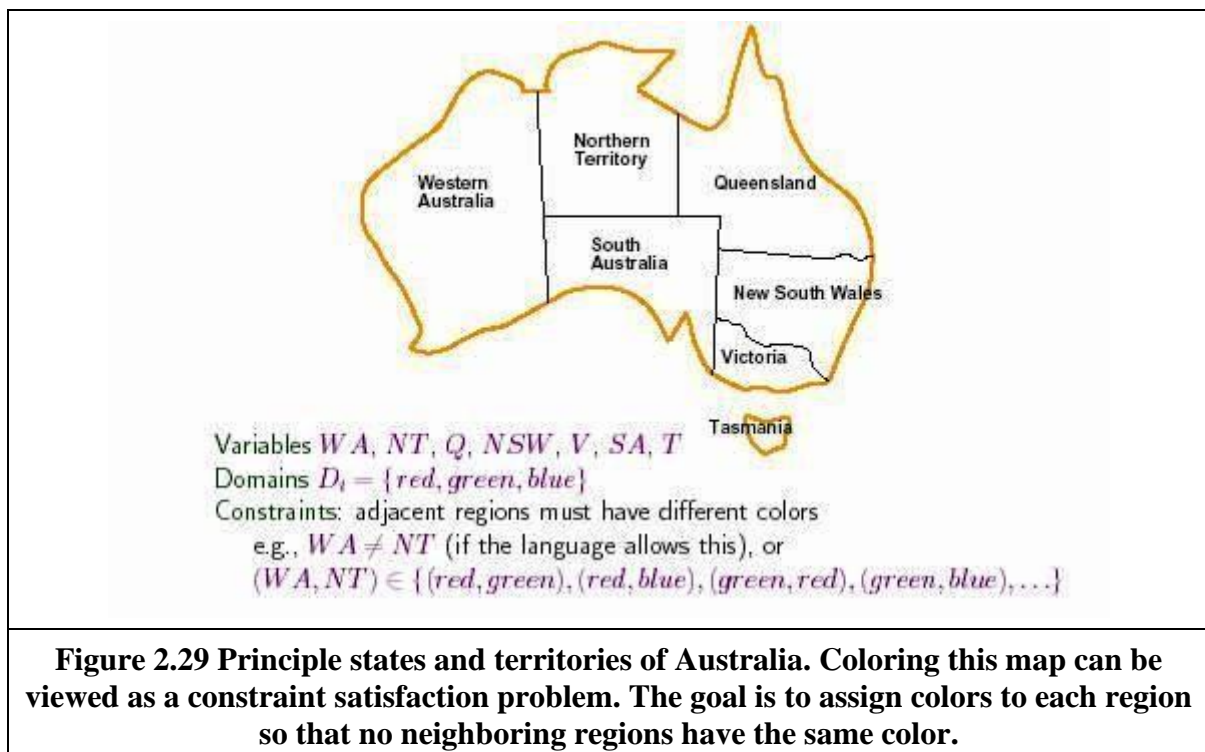 Northern
Territory
Western
Australia
Queensland
South
Australia
New South Wales
Victoria
Tasmania
Variables WA, NT, Q, NSW, V, SA, T
Domains Dᵢ = {red, green, blue}
Constraints: adjacent regions must have different colors
e.g., WA ≠ NT (if the language allows this), or
(WA, NT) ∈ {(red, green), (red, blue), (green, red), (green, blue), . . .}
Figure 2.29 Principle states and territories of Australia. Coloring this map can be
viewed as a constraint satisfaction problem. The goal is to assign colors to each region
so that no neighboring regions have the same color.